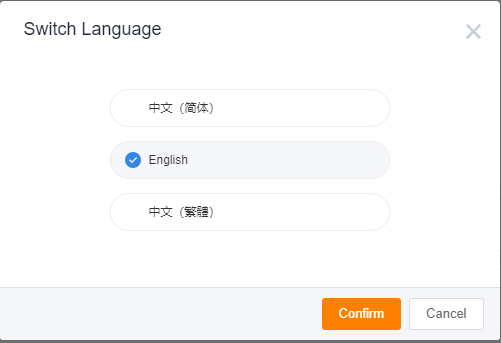 Switch Language
中文（简体）
English
中文（繁體）
Confirm
Cancel